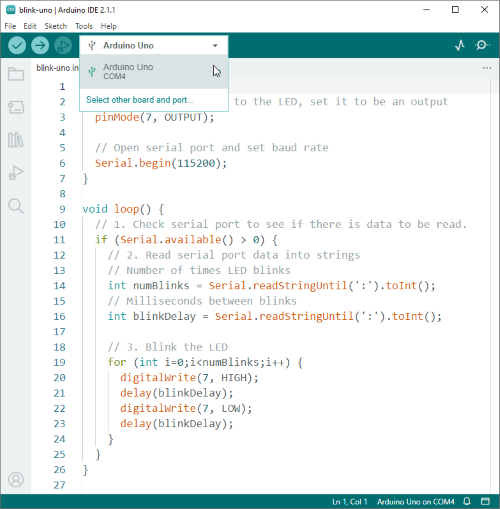 blink-uno | Arduino IDE 2.1.1
File Edit Sketch Tools
Arduino Uno
blink-uno.in
Arduino Uno
COM4
Select other board and port...
1
2 to the LED, set it to be an output
3 pinMode(7, OUTPUT);
4
5 // Open serial port and set baud rate
6 Serial.begin(115200);
7 }
8
9 void loop() {
10 // 1. Check serial port to see if there is data to be read.
11 if (Serial.available() > 0) {
12 // 2. Read serial port data into strings
13 // Number of times LED blinks
14 int numBlinks = Serial.readStringUntil(':').toInt();
15 // Milliseconds between blinks
16 int blinkDelay = Serial.readStringUntil(':').toInt();
17
18 // 3. Blink the LED
19 for (int i=0;i<numBlinks;i++) {
20 digitalWrite(7, HIGH);
21 delay(blinkDelay);
22 digitalWrite(7, LOW);
23 delay(blinkDelay);
24 }
25 }
26 }
27
Ln 1, Col 1 Arduino Uno on COM4